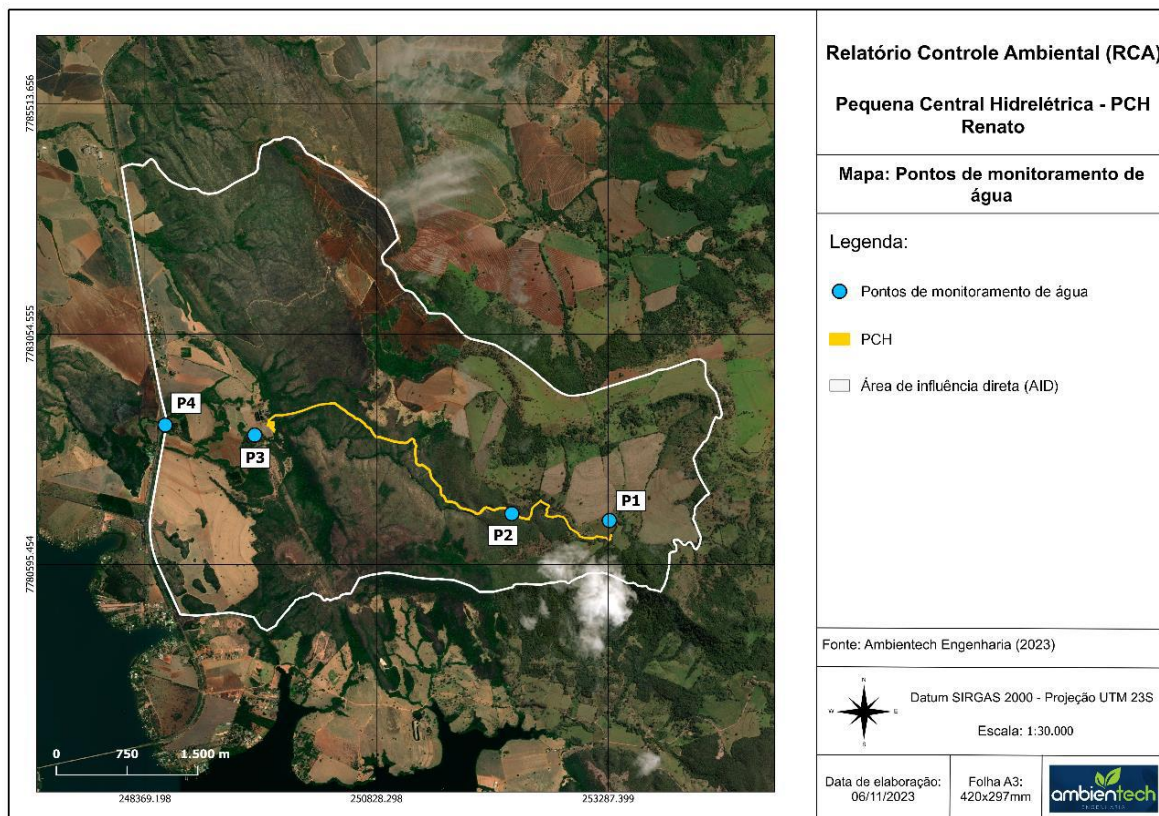 Relatório Controle Ambiental (RCA)
Pequena Central Hidrelétrica - PCH
Renato
Mapa: Pontos de monitoramento de
água
Legenda:
Pontos de monitoramento de água
PCH
Área de influência direta (AID)
Fonte: Ambientech Engenharia (2023)
N
W
E
S
Datum SIRGAS 2000 - Projeção UTM 23S
Escala: 1:30.000
Data de elaboração:
06/11/2023
Folha A3:
420x297mm
ambientech
ENGENHARIA
7785513.656
7783054.555
7780595.454
P4
P3
P2
P1
0 750 1.500 m
248369.198 250828.298 253287.399